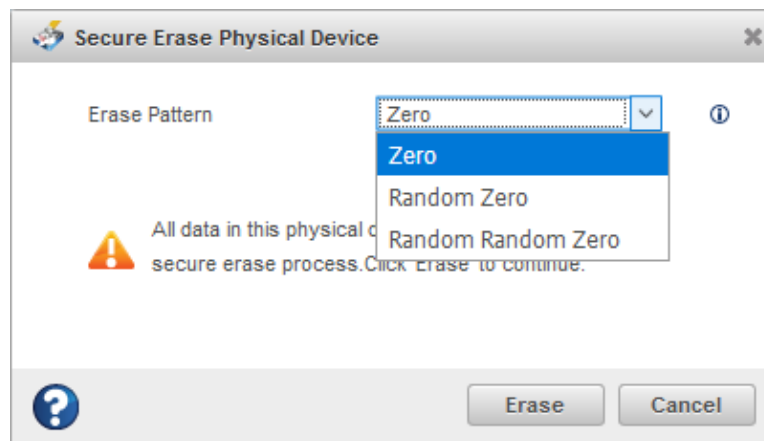 Secure Erase Physical Device
Erase Pattern
Zero
Zero
Random Zero
Random Random Zero
All data in this physical
secure erase process.Click 'Erase' to continue.
Erase
Cancel